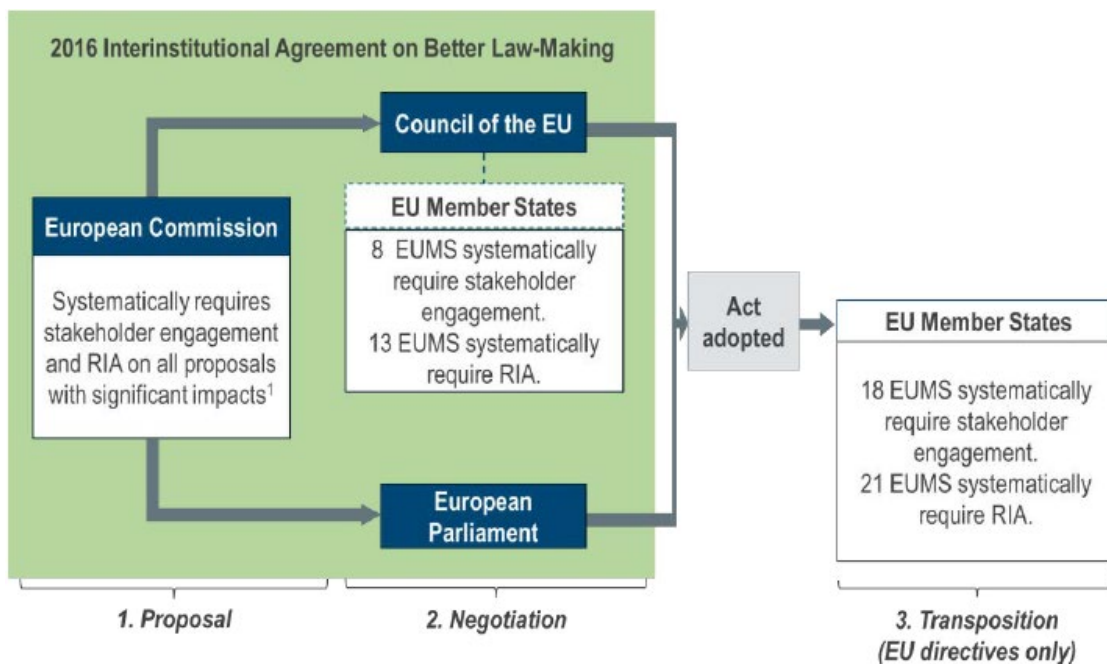 2016 Interinstitutional Agreement on Better Law-Making
Council of the EU
European Commission
Systematically requires
stakeholder engagement
and RIA on all proposals
with significant impacts¹
EU Member States
8 EUMS systematically
require stakeholder
engagement.
13 EUMS systematically
require RIA.
European
Parliament
Act
adopted
EU Member States
18 EUMS systematically
require stakeholder
engagement.
21 EUMS systematically
require RIA.
1. Proposal
2. Negotiation
3. Transposition
(EU directives only)